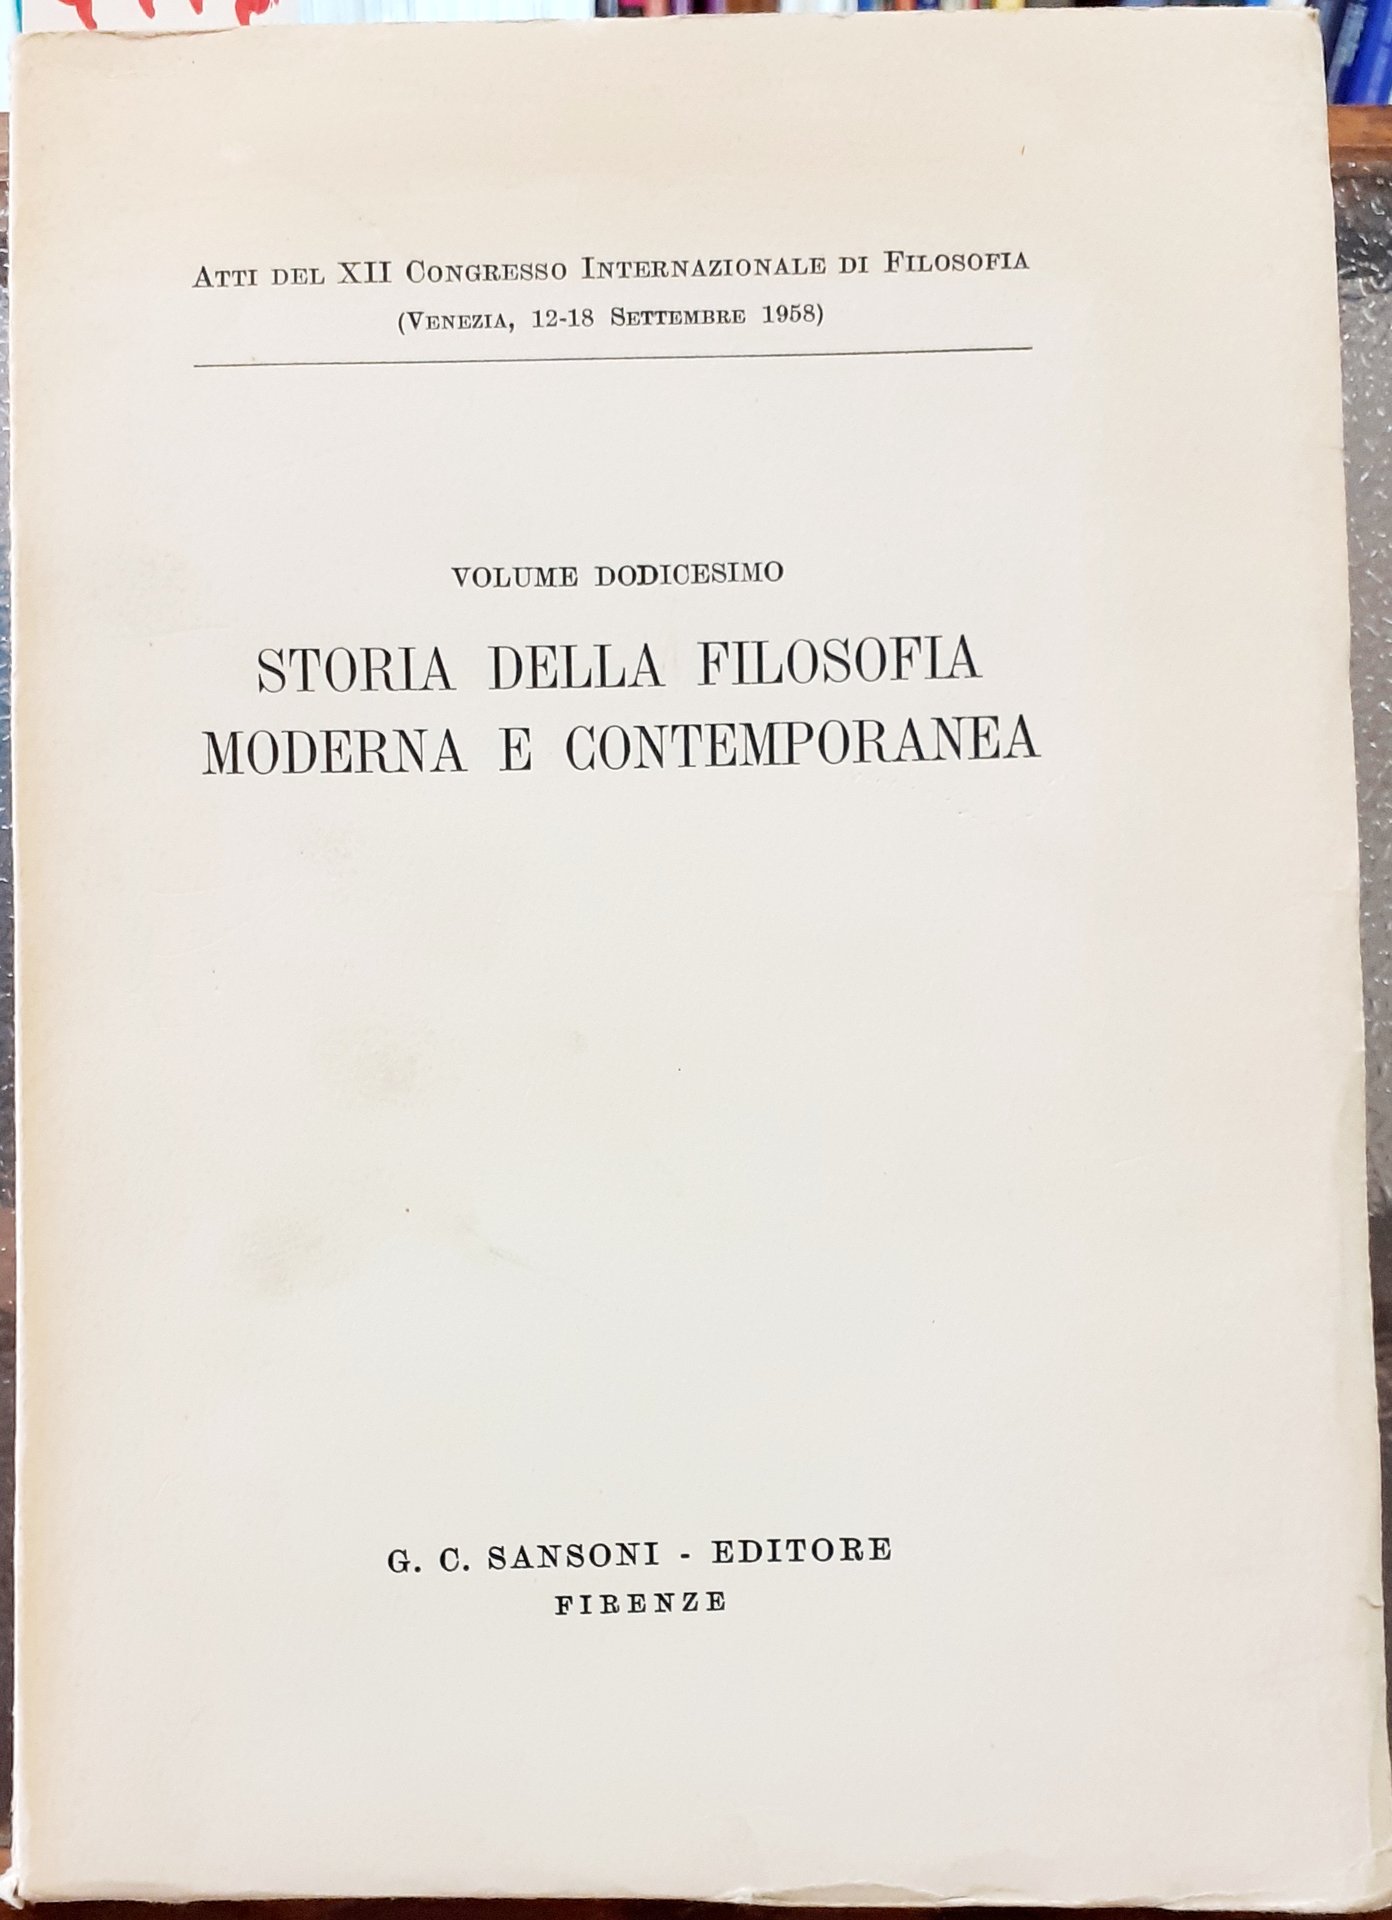 Atti del XII Congresso Internazionale di Filosofia
(Venezia, 12-18 Settembre 1958)
VOLUME DODICESIMO
STORIA DELLA FILOSOFIA
MODERNA E CONTEMPORANEA
G. C. SANSONI - EDITORE
FIRENZE